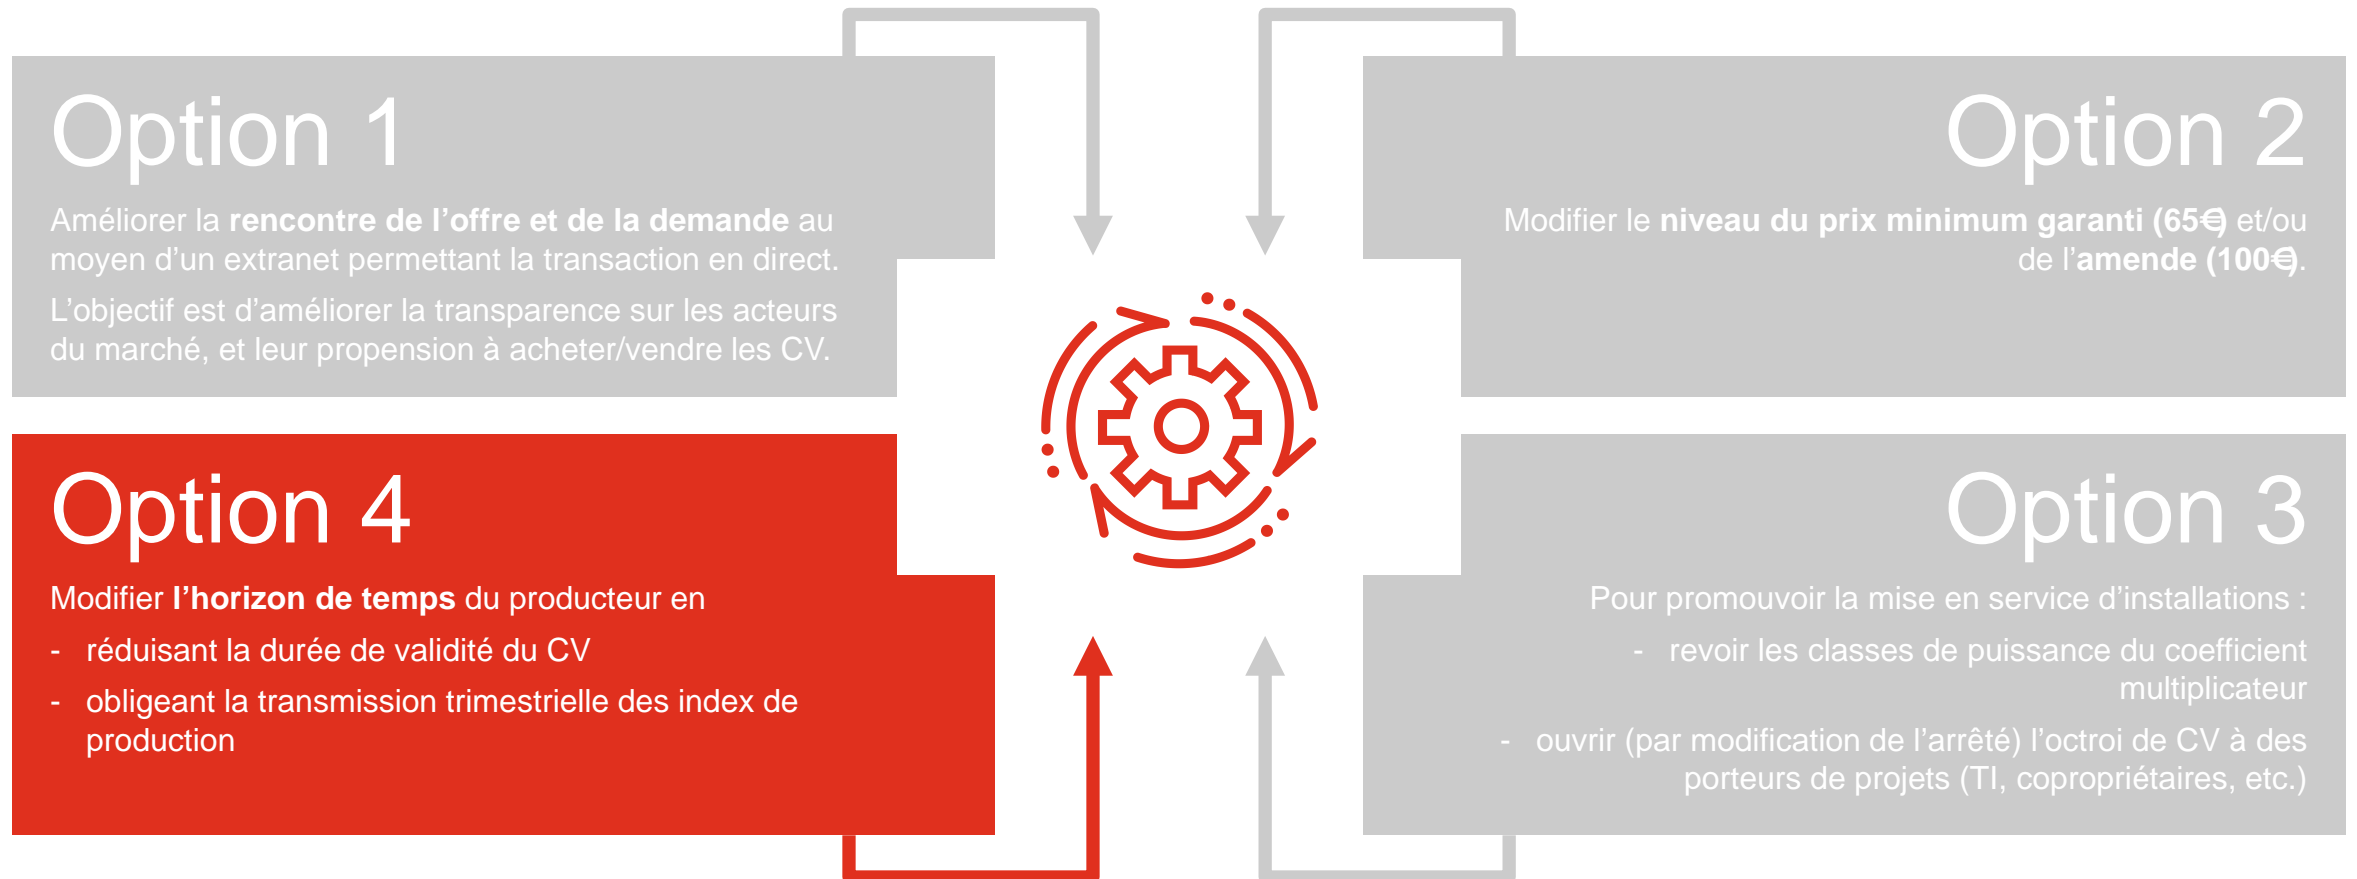 Option 1
Améliorer la rencontre de l’offre et de la demande au
moyen d’un extranet permettant la transaction en direct.
L’objectif est d’améliorer la transparence sur les acteurs
du marché, et leur propension à acheter/vendre les CV.
Option 2
Modifier le niveau du prix minimum garanti (65€) et/ou
de l’amende (100€).
Option 4
Modifier l’horizon de temps du producteur en
- réduisant la durée de validité du CV
- obligeant la transmission trimestrielle des index de
production
Option 3
Pour promouvoir la mise en service d’installations :
- revoir les classes de puissance du coefficient
multiplicateur
- ouvrir (par modification de l’arrêté) l’octroi de CV à des
porteurs de projets (TI, copropriétaires, etc.)